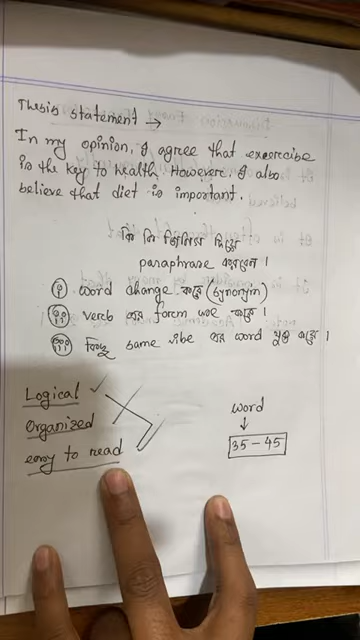 Thesis statement →
In my opinion, I agree that exercise
is the key to health. However I also
believe that diet is important.
কি কি জিনিস দিয়ে
paraphrase করবেন।
(i) word change করে (synonym)
(ii) verb এর form use করে।
(iii) কিছু same vibe এর word যুক্ত করে।
Logical
Organized
easy to read
word
↓
35 - 45